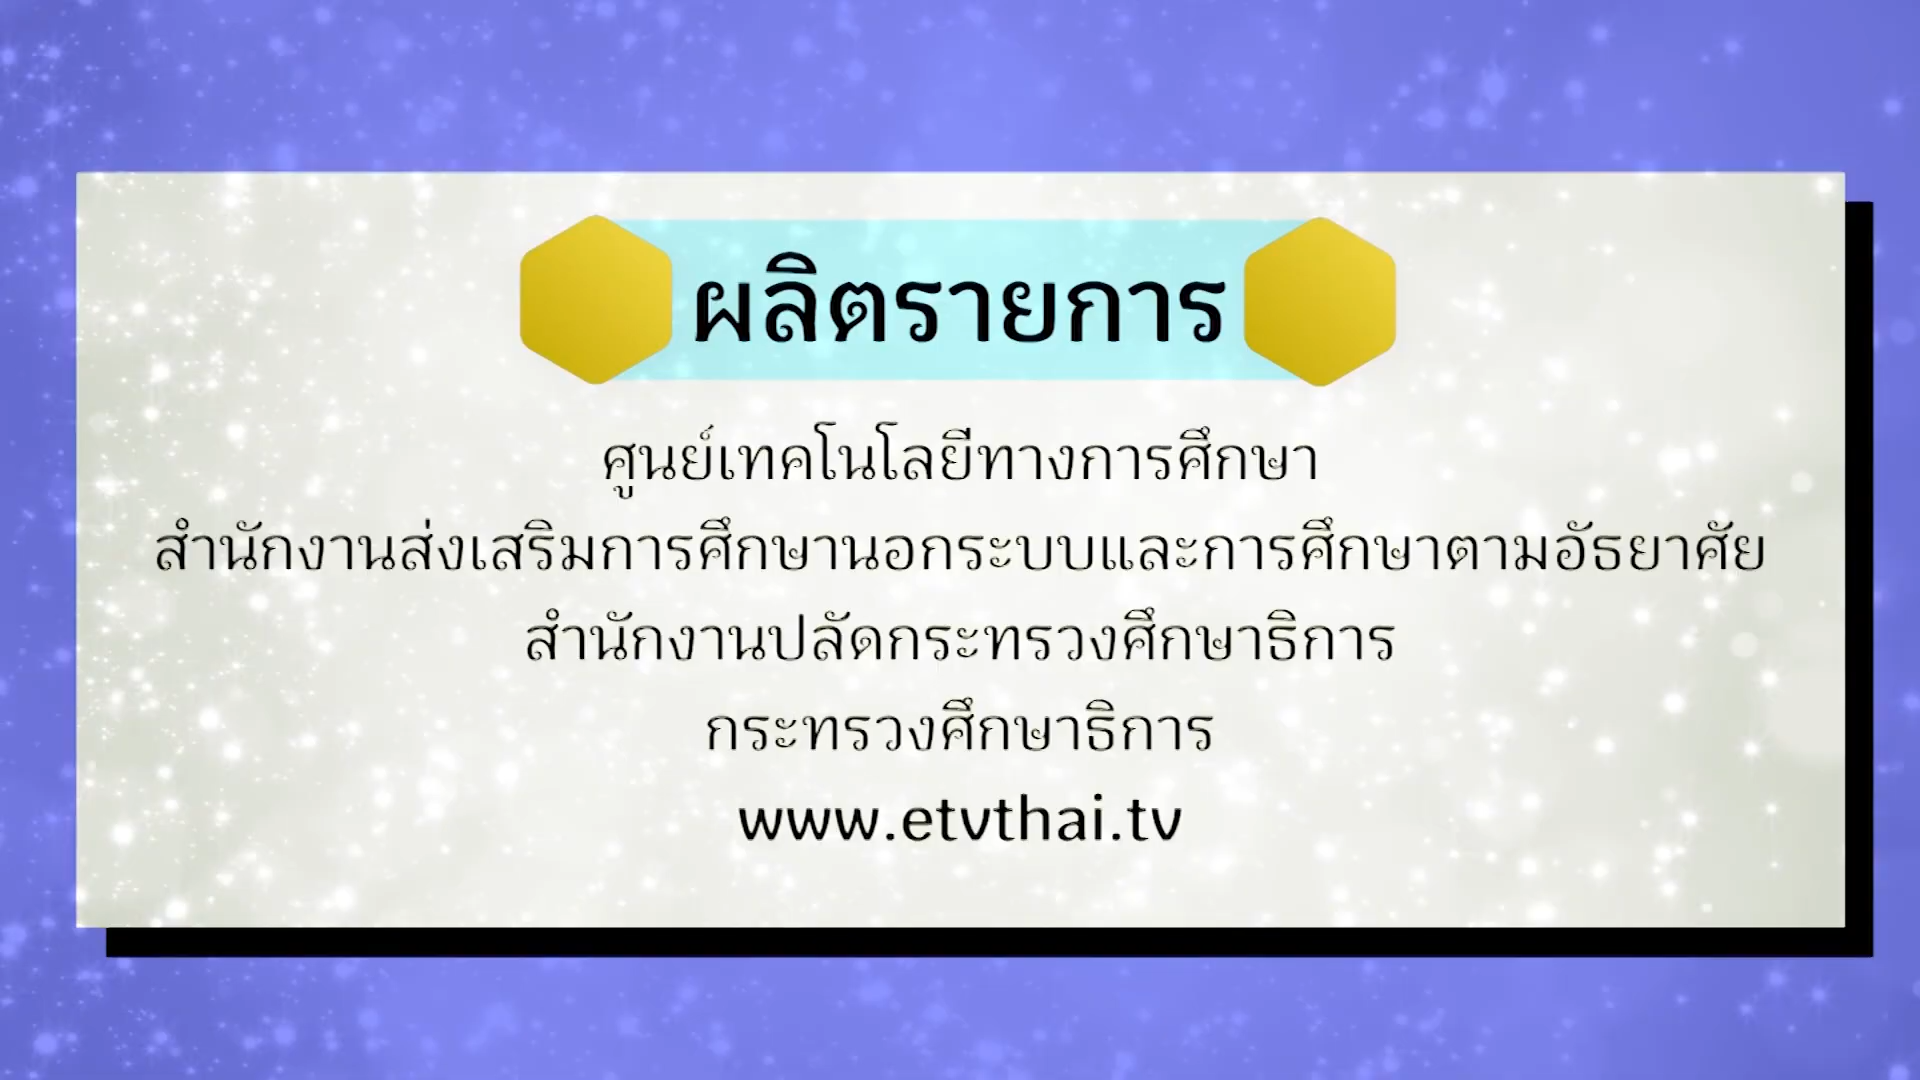 ผลิตรายการ
ศูนย์เทคโนโลยีทางการศึกษา
สำนักงานส่งเสริมการศึกษานอกระบบและการศึกษาตามอัธยาศัย
สำนักงานปลัดกระทรวงศึกษาธิการ
กระทรวงศึกษาธิการ
www.etvthai.tv